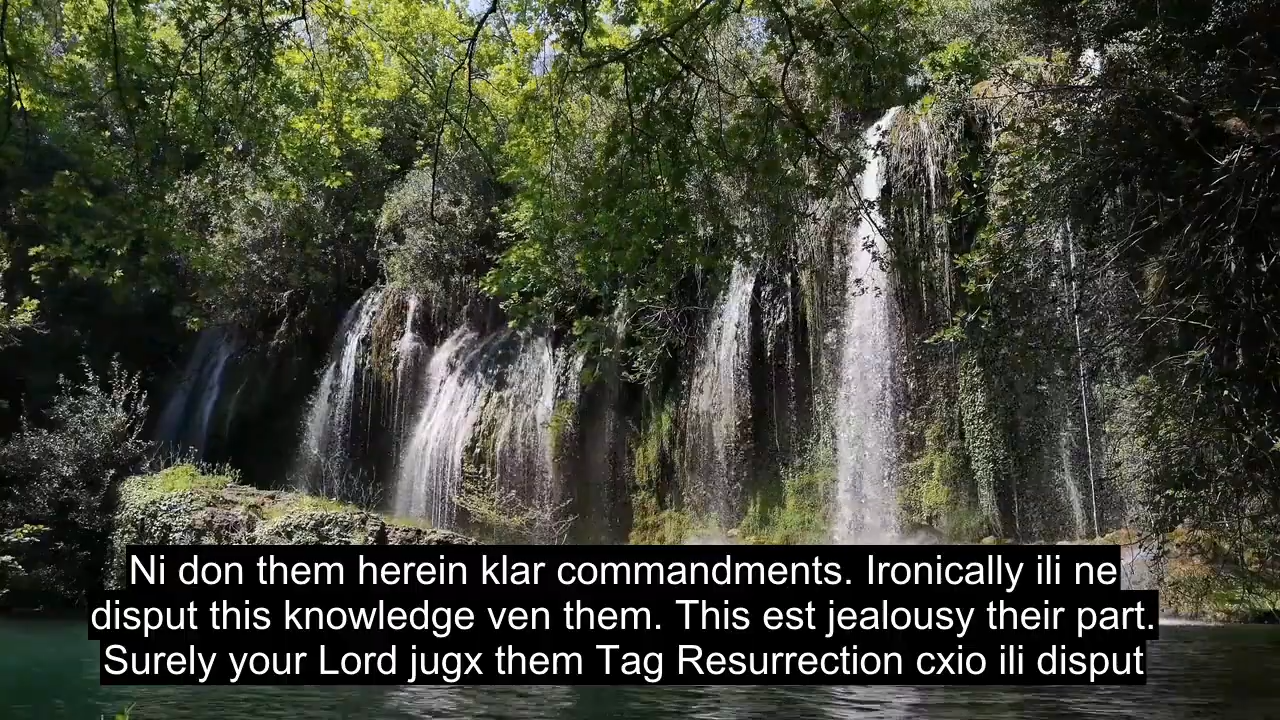 Ni don them herein klar commandments. Ironically ili ne
disput this knowledge ven them. This est jealousy their part.
Surely your Lord jugx them Tag Resurrection cxio ili disput